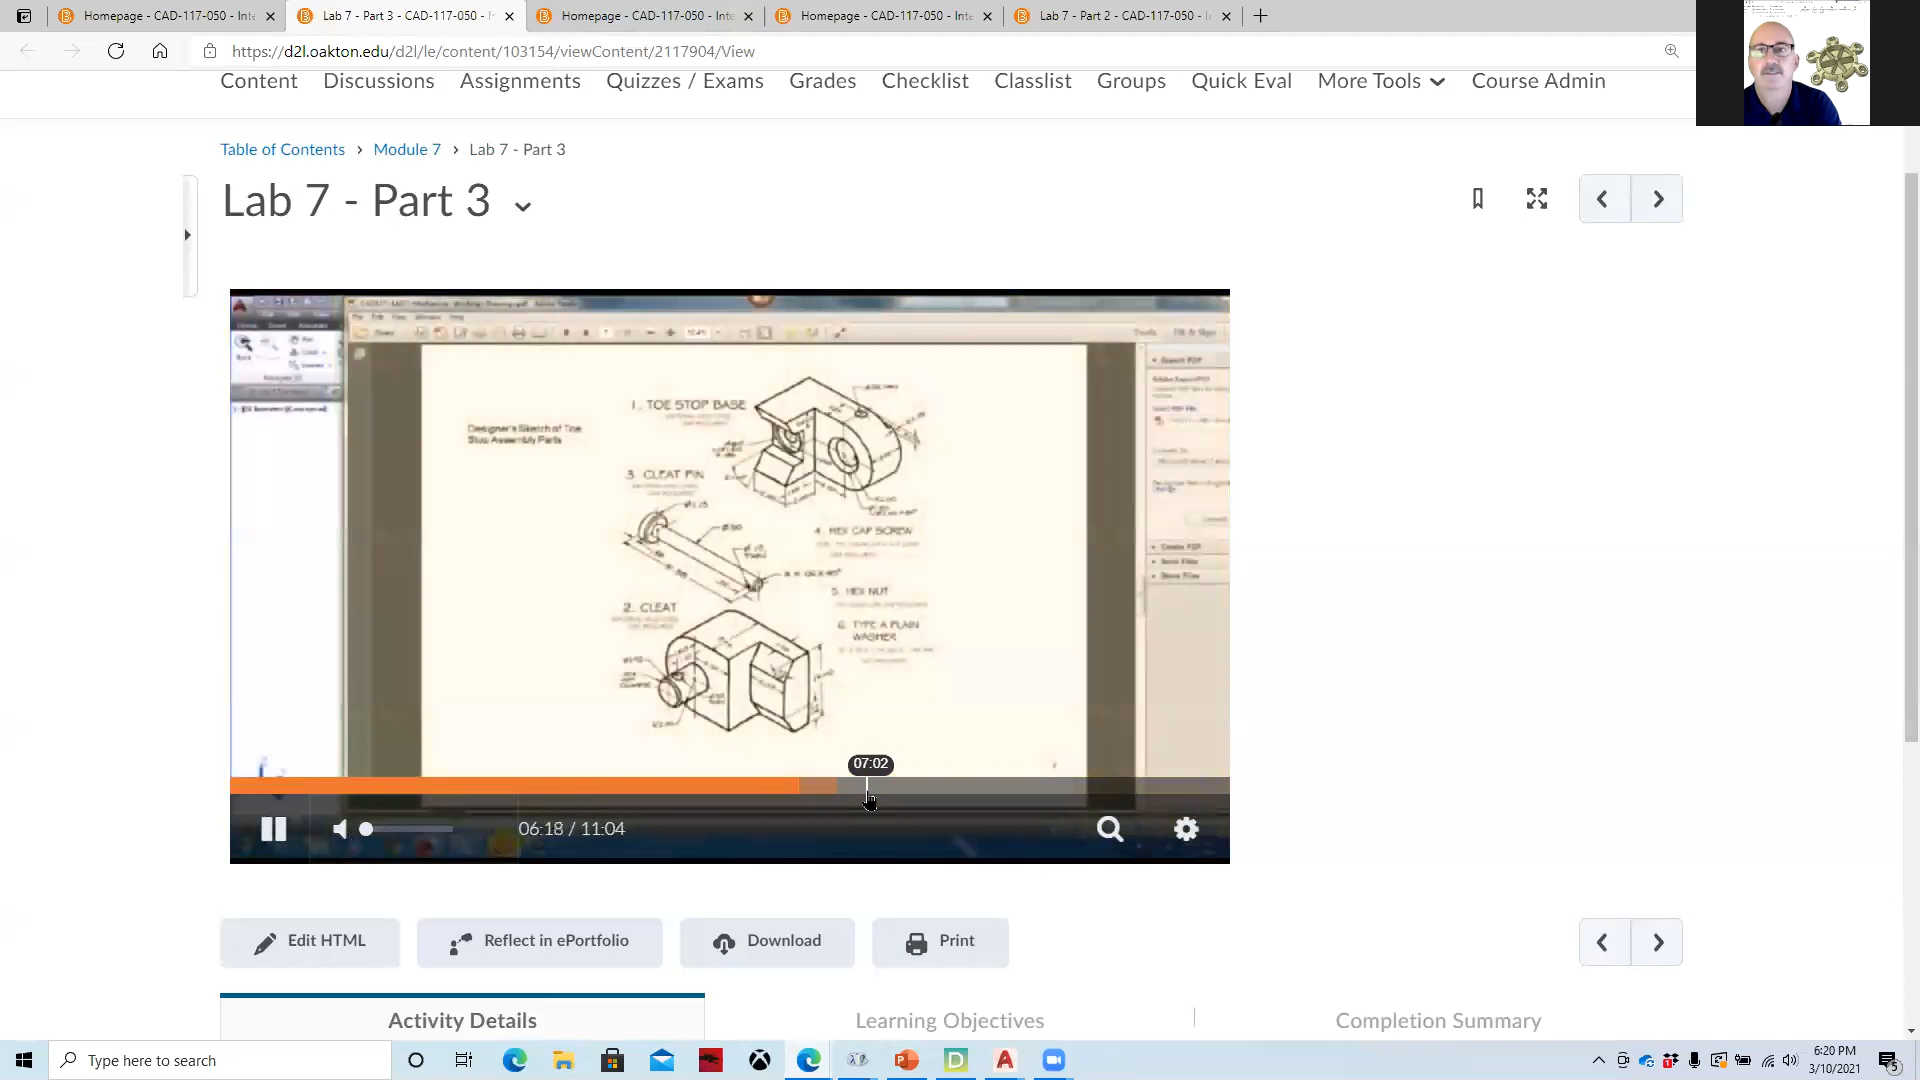 Homepage - CAD-117-050 - Inte
Lab 7 - Part 3 - CAD-117-050 - I
Homepage - CAD-117-050 - Inte
Homepage - CAD-117-050 - Inte
Lab 7 - Part 2 - CAD-117-050 - I
https://d2l.oakton.edu/d2l/le/content/103154/viewContent/2117904/View
Content Discussions Assignments Quizzes / Exams Grades Checklist Classlist Groups Quick Eval More Tools Course Admin
Table of Contents > Module 7 > Lab 7 - Part 3
Lab 7 - Part 3
1. TOE STOP BASE
Designer's Sketch of Toe
Stop Assembly Parts
3. CLEAT PIN
4. HEX CAP SCREW
5. HEX NUT
2. CLEAT
6. TYPE A PLAIN
WASHER
07:02
06:18 / 11:04
Edit HTML
Reflect in ePortfolio
Download
Print
Activity Details
Learning Objectives
Completion Summary
Type here to search
6:20 PM
3/10/2021
5